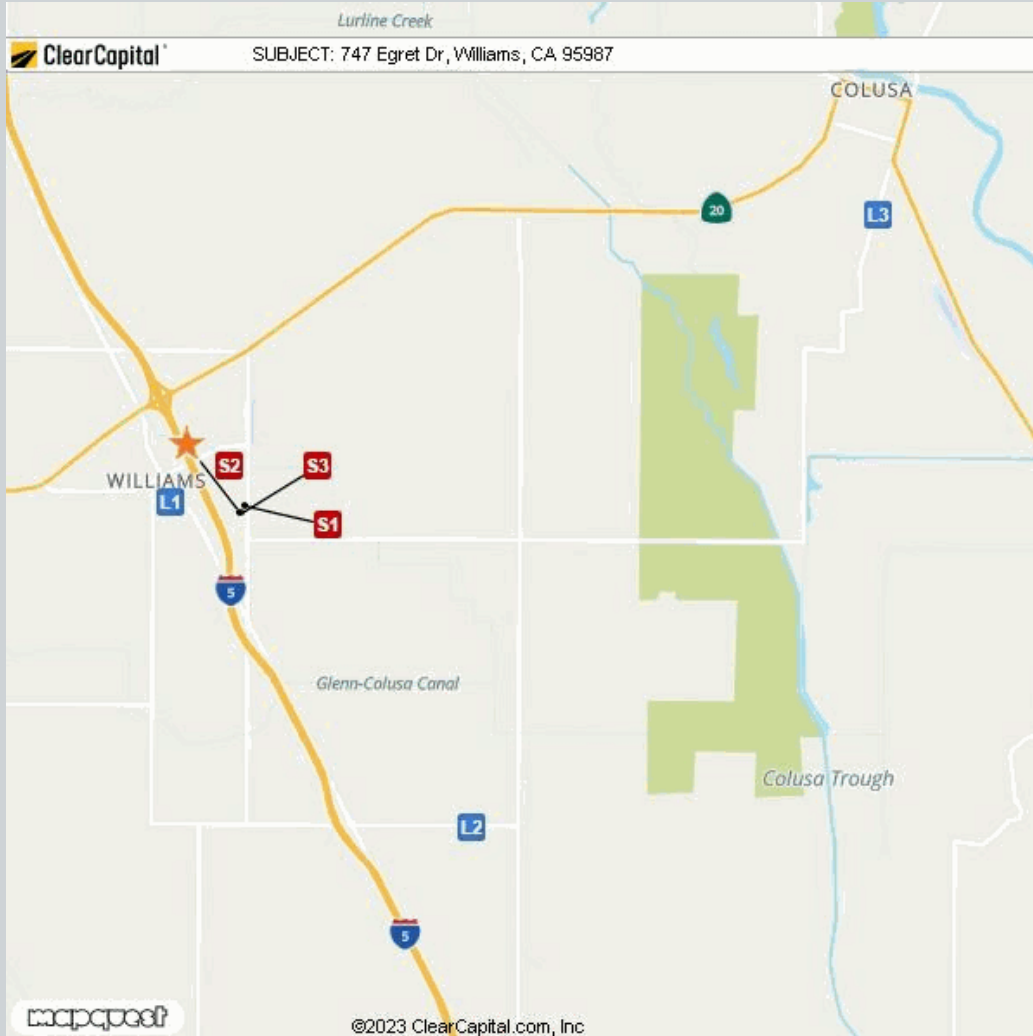 Lurline Creek
ClearCapital
SUBJECT: 747 Egret Dr, Williams, CA 95987
COLUSA
20
L3
S2
S3
WILLIAMS
L1
S1
5
Glenn-Colusa Canal
Colusa Trough
L2
5
mapquest
©2023 ClearCapital.com, Inc